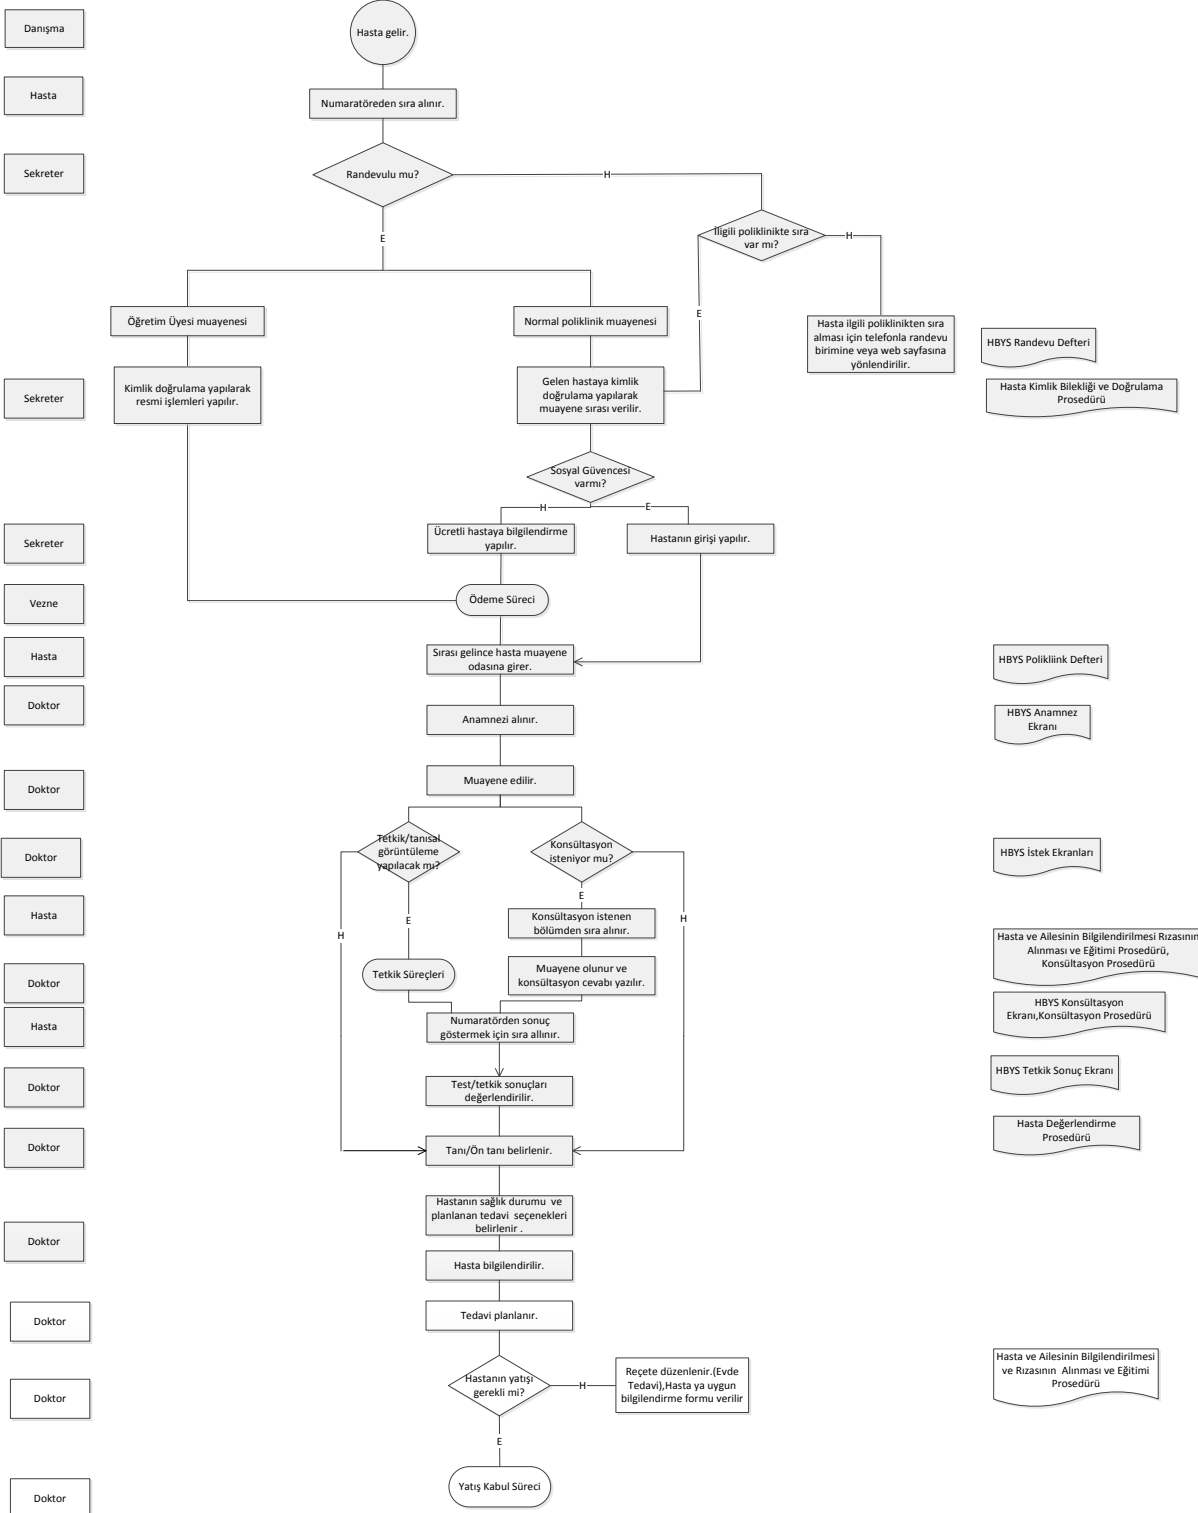 Danışma
Hasta gelir.
Hasta
Numaratöreden sıra alınır.
Sekreter
Randevulu mu?
H
İlgili poliklinikte sıra
var mı?
H
E
E
Öğretim Üyesi muayenesi
Normal poliklinik muayenesi
Hasta ilgili poliklinikten sıra
alması için telefonla randevu
birimine veya web sayfasına
yönlendirilir.
HBYS Randevu Defteri
Sekreter
Kimlik doğrulama yapılarak
resmi işlemleri yapılır.
Gelen hastaya kimlik
doğrulama yapılarak
muayene sırası verilir.
Hasta Kimlik Bilekliği ve Doğrulama
Prosedürü
Sosyal Güvencesi
varmı?
H
E
Sekreter
Ücretli hastaya bilgilendirme
yapılır.
Hastanın girişi yapılır.
Vezne
Ödeme Süreci
Hasta
Sırası gelince hasta muayene
odasına girer.
HBYS Polikliink Defteri
Doktor
Anamnezi alınır.
HBYS Anamnez
Ekranı
Doktor
Muayene edilir.
Doktor
Tetkik/tanısal
görüntüleme
yapılacak mı?
Konsültasyon
isteniyor mu?
HBYS İstek Ekranları
E
Hasta
E
H
H
Konsültasyon istenen
bölümden sıra alınır.
Hasta ve Ailesinin Bilgilendirilmesi Rızasının
Alınması ve Eğitimi Prosedürü,
Konsültasyon Prosedürü
Doktor
Tetkik Süreçleri
Muayene olunur ve
konsültasyon cevabı yazılır.
Hasta
Numaratörden sonuç
göstermek için sıra allınır.
HBYS Konsültasyon
Ekranı,Konsültasyon Prosedürü
Doktor
Test/tetkik sonuçları
değerlendirilir.
HBYS Tetkik Sonuç Ekranı
Doktor
Tanı/Ön tanı belirlenir.
Hasta Değerlendirme
Prosedürü
Hastanın sağlık durumu ve
planlanan tedavi seçenekleri
belirlenir .
Doktor
Hasta bilgilendirilir.
Doktor
Tedavi planlanır.
Doktor
Hastanın yatışı
gerekli mi?
H
Reçete düzenlenir.(Evde
Tedavi),Hasta ya uygun
bilgilendirme formu verilir
Hasta ve Ailesinin Bilgilendirilmesi
ve Rızasının Alınması ve Eğitimi
Prosedürü
E
Doktor
Yatış Kabul Süreci